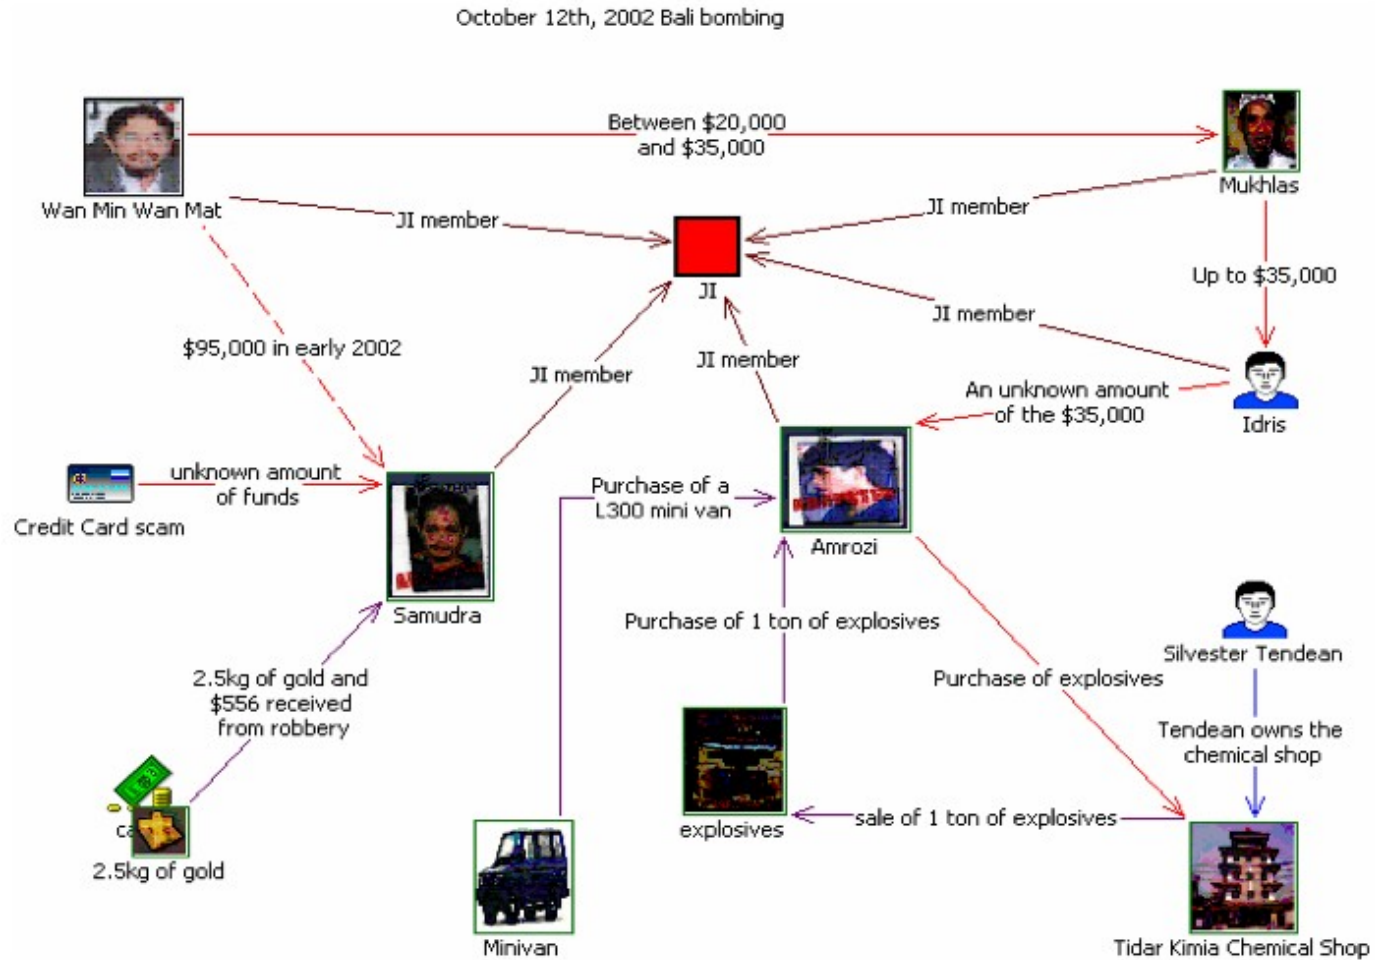 October 12th, 2002 Bali bombing
Between $20,000
and $35,000
Wan Min Wan Mat
Mukhlas
JI member
JI member
JI
Up to $35,000
JI member
$95,000 in early 2002
JI member
JI member
An unknown amount
of the $35,000
Idris
unknown amount
of funds
Credit Card scam
Purchase of a
L300 mini van
Amrozi
Samudra
Purchase of 1 ton of explosives
Silvester Tendean
2.5kg of gold and
$556 received
from robbery
Purchase of explosives
Tendean owns the
chemical shop
explosives
sale of 1 ton of explosives
2.5kg of gold
Minivan
Tidar Kimia Chemical Shop